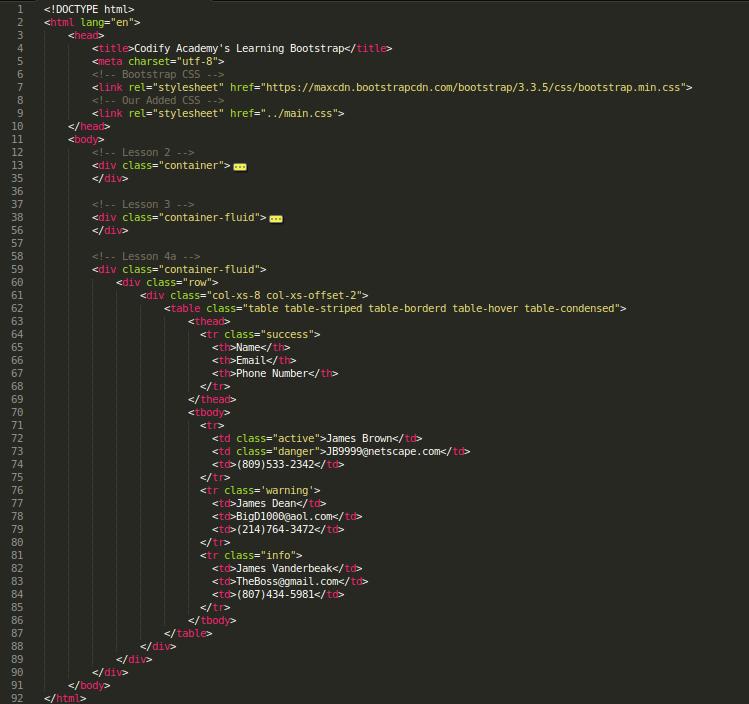 1 <!DOCTYPE html>
2 <html lang="en">
3 <head>
4 <title>Codify Academy's Learning Bootstrap</title>
5 <meta charset="utf-8">
6 <!-- Bootstrap CSS -->
7 <link rel="stylesheet" href="https://maxcdn.bootstrapcdn.com/bootstrap/3.3.5/css/bootstrap.min.css">
8 <!-- Our Added CSS -->
9 <link rel="stylesheet" href="../main.css">
10 </head>
11 <body>
12 <!-- Lesson 2 -->
13 <div class="container">
35 </div>
36
37 <!-- Lesson 3 -->
38 <div class="container-fluid">
56 </div>
57
58 <!-- Lesson 4a -->
59 <div class="container-fluid">
60 <div class="row">
61 <div class="col-xs-8 col-xs-offset-2">
62 <table class="table table-striped table-borderd table-hover table-condensed">
63 <thead>
64 <tr class="success">
65 <th>Name</th>
66 <th>Email</th>
67 <th>Phone Number</th>
68 </tr>
69 </thead>
70 <tbody>
71 <tr>
72 <td class="active">James Brown</td>
73 <td class="danger">JB9999@netscape.com</td>
74 <td>(809)533-2342</td>
75 </tr>
76 <tr class='warning'>
77 <td>James Dean</td>
78 <td>BigD1000@aol.com</td>
79 <td>(214)764-3472</td>
80 </tr>
81 <tr class="info">
82 <td>James Vanderbeak</td>
83 <td>TheBoss@gmail.com</td>
84 <td>(807)434-5981</td>
85 </tr>
86 </tbody>
87 </table>
88 </div>
89 </div>
90 </div>
91 </body>
92 </html>